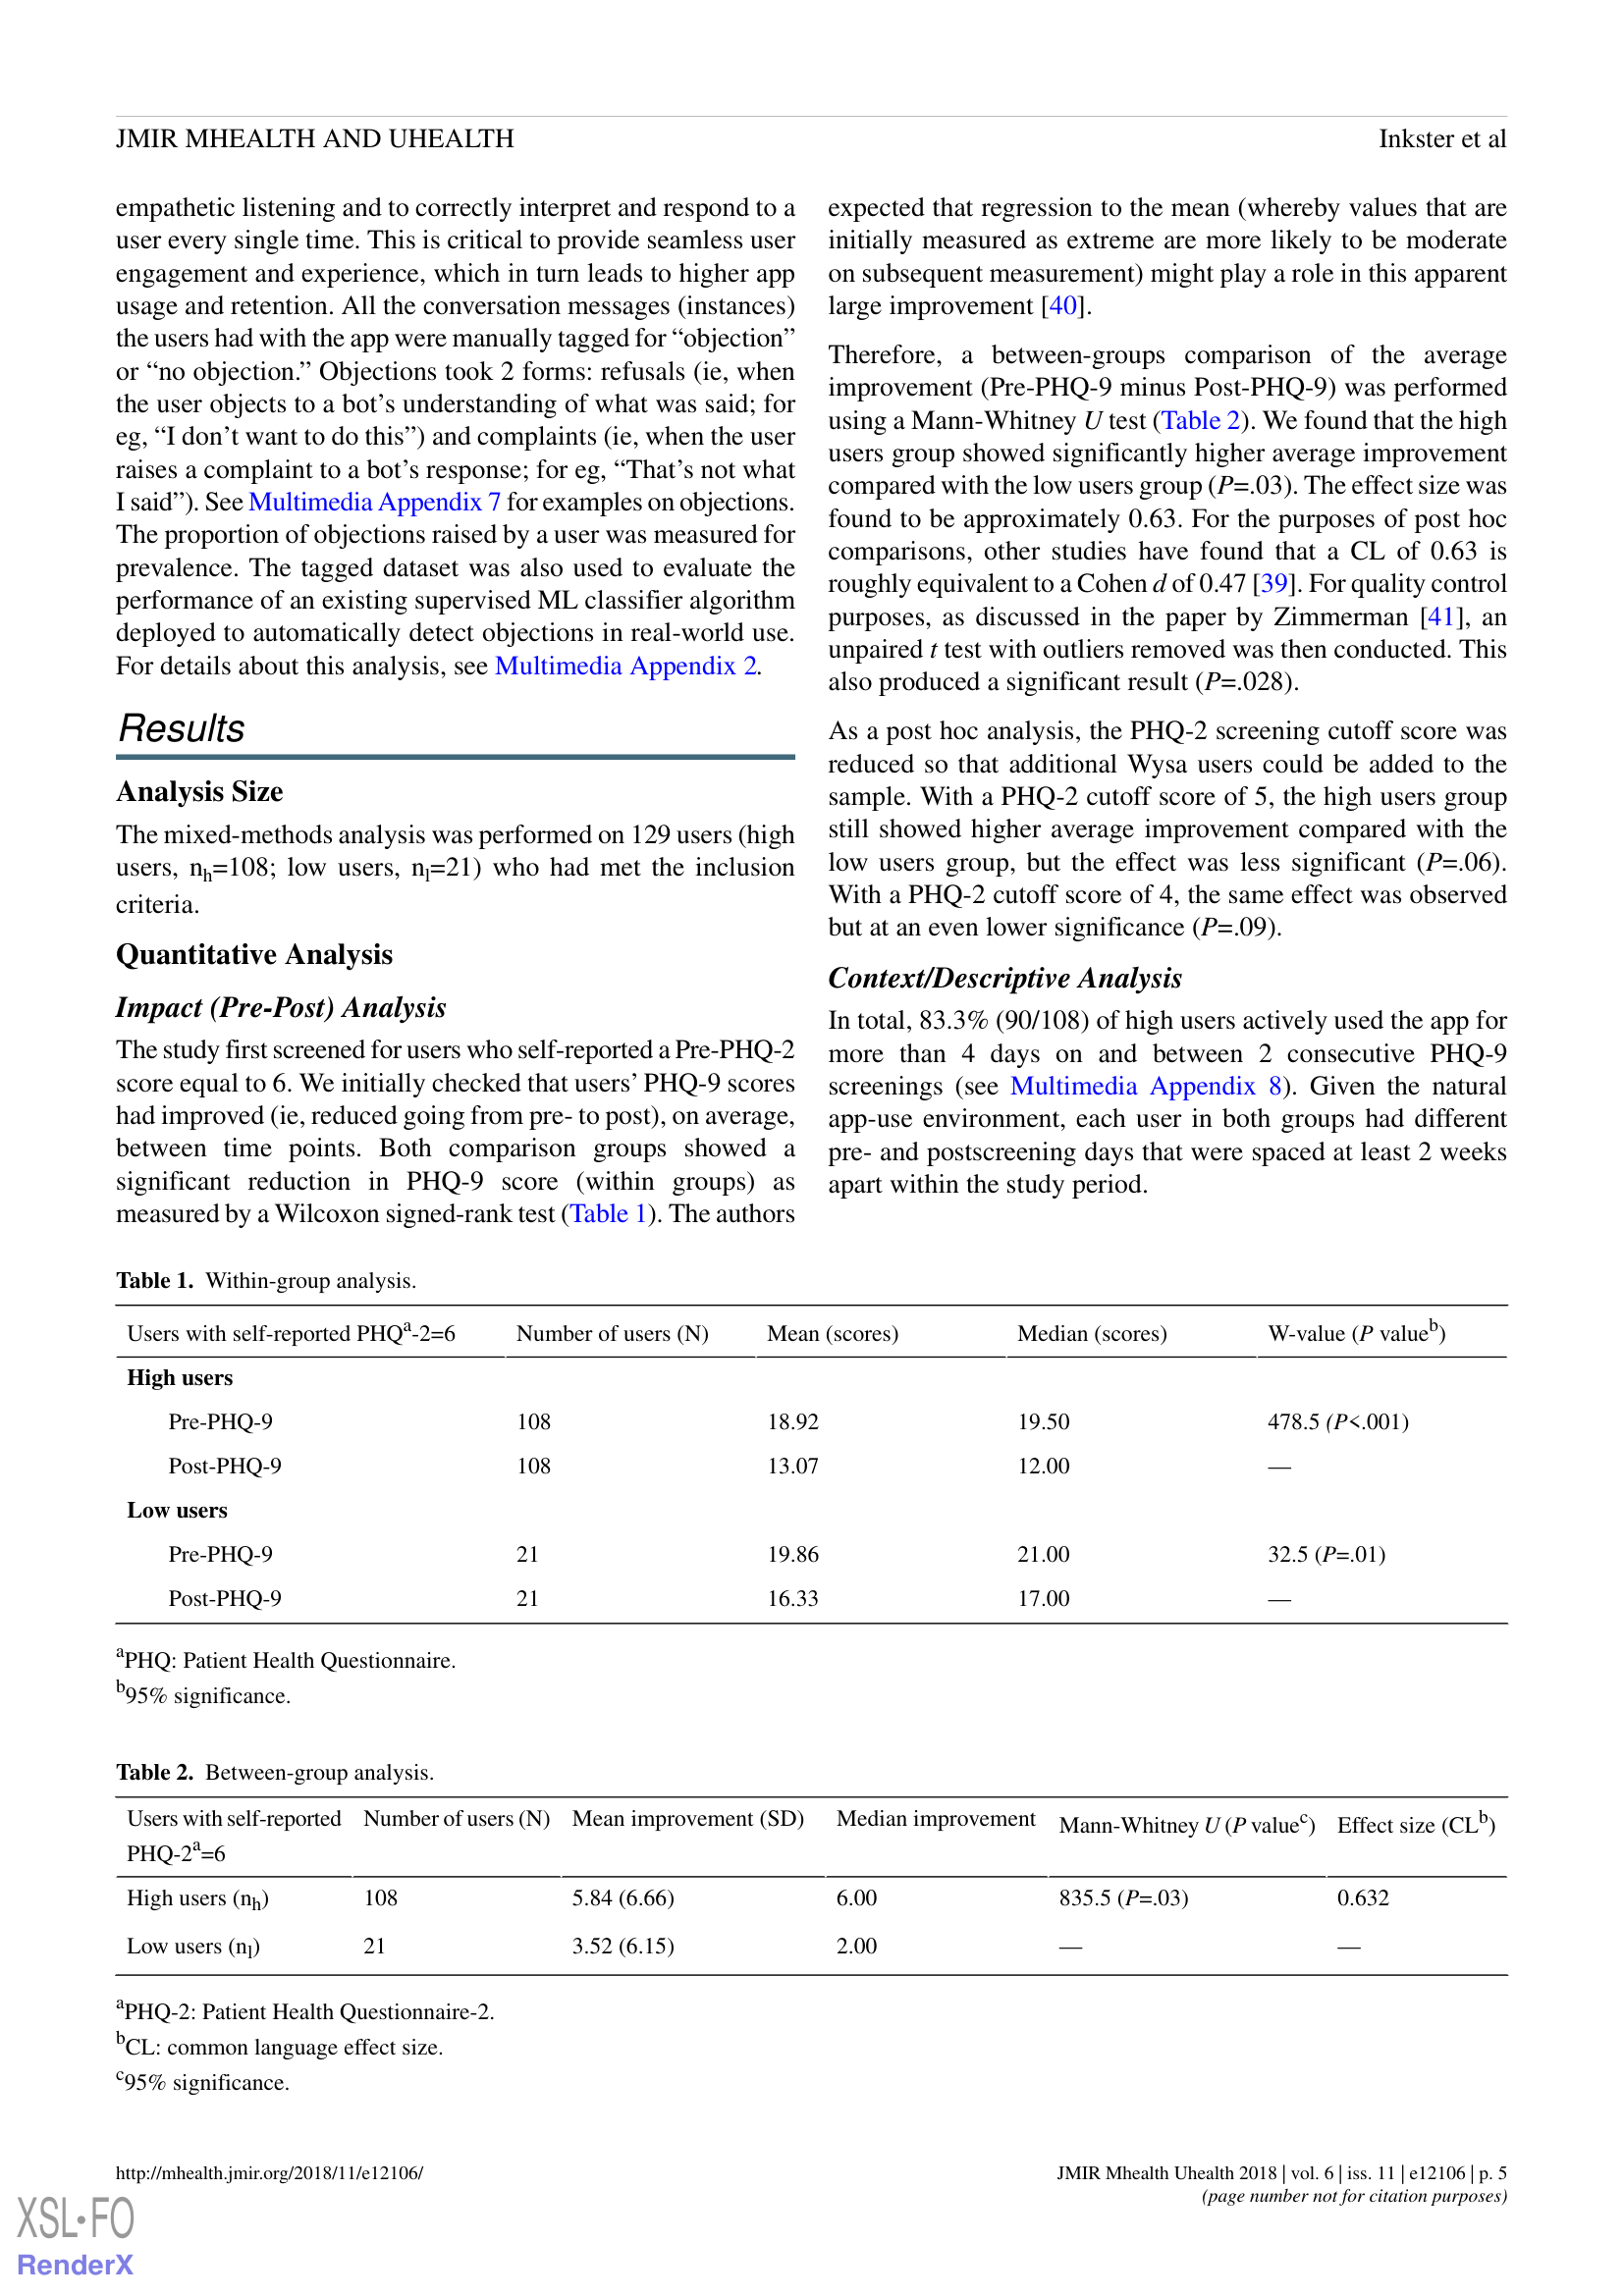 JMIR MHEALTH AND UHEALTH
Inkster et al
empathetic listening and to correctly interpret and respond to a
user every single time. This is critical to provide seamless user
engagement and experience, which in turn leads to higher app
usage and retention. All the conversation messages (instances)
the users had with the app were manually tagged for “objection”
or “no objection.” Objections took 2 forms: refusals (ie, when
the user objects to a bot’s understanding of what was said; for
eg, “I don’t want to do this”) and complaints (ie, when the user
raises a complaint to a bot’s response; for eg, “That’s not what
I said”). See Multimedia Appendix 7 for examples on objections.
The proportion of objections raised by a user was measured for
prevalence. The tagged dataset was also used to evaluate the
performance of an existing supervised ML classifier algorithm
deployed to automatically detect objections in real-world use.
For details about this analysis, see Multimedia Appendix 2.
Results
Analysis Size
The mixed-methods analysis was performed on 129 users (high
users, nh=108; low users, nl=21) who had met the inclusion
criteria.
Quantitative Analysis
Impact (Pre-Post) Analysis
The study first screened for users who self-reported a Pre-PHQ-2
score equal to 6. We initially checked that users’ PHQ-9 scores
had improved (ie, reduced going from pre- to post), on average,
between time points. Both comparison groups showed a
significant reduction in PHQ-9 score (within groups) as
measured by a Wilcoxon signed-rank test (Table 1). The authors
expected that regression to the mean (whereby values that are
initially measured as extreme are more likely to be moderate
on subsequent measurement) might play a role in this apparent
large improvement [40].
Therefore, a between-groups comparison of the average
improvement (Pre-PHQ-9 minus Post-PHQ-9) was performed
using a Mann-Whitney U test (Table 2). We found that the high
users group showed significantly higher average improvement
compared with the low users group (P=.03). The effect size was
found to be approximately 0.63. For the purposes of post hoc
comparisons, other studies have found that a CL of 0.63 is
roughly equivalent to a Cohen d of 0.47 [39]. For quality control
purposes, as discussed in the paper by Zimmerman [41], an
unpaired t test with outliers removed was then conducted. This
also produced a significant result (P=.028).
As a post hoc analysis, the PHQ-2 screening cutoff score was
reduced so that additional Wysa users could be added to the
sample. With a PHQ-2 cutoff score of 5, the high users group
still showed higher average improvement compared with the
low users group, but the effect was less significant (P=.06).
With a PHQ-2 cutoff score of 4, the same effect was observed
but at an even lower significance (P=.09).
Context/Descriptive Analysis
In total, 83.3% (90/108) of high users actively used the app for
more than 4 days on and between 2 consecutive PHQ-9
screenings (see Multimedia Appendix 8). Given the natural
app-use environment, each user in both groups had different
pre- and postscreening days that were spaced at least 2 weeks
apart within the study period.
Table 1. Within-group analysis.
Users with self-reported PHQa-2=6 Number of users (N) Mean (scores) Median (scores) W-value (P valueb)
High users
Pre-PHQ-9 108 18.92 19.50 478.5 (P<.001)
Post-PHQ-9 108 13.07 12.00 —
Low users
Pre-PHQ-9 21 19.86 21.00 32.5 (P=.01)
Post-PHQ-9 21 16.33 17.00 —
aPHQ: Patient Health Questionnaire.
b95% significance.
Table 2. Between-group analysis.
Users with self-reported Number of users (N) Mean improvement (SD) Median improvement Mann-Whitney U (P valuec) Effect size (CLb)
PHQ-2a=6
High users (nh) 108 5.84 (6.66) 6.00 835.5 (P=.03) 0.632
Low users (nl) 21 3.52 (6.15) 2.00 — —
aPHQ-2: Patient Health Questionnaire-2.
bCL: common language effect size.
c95% significance.
http://mhealth.jmir.org/2018/11/e12106/
JMIR Mhealth Uhealth 2018 | vol. 6 | iss. 11 | e12106 | p. 5
(page number not for citation purposes)
XSL•FO
RenderX